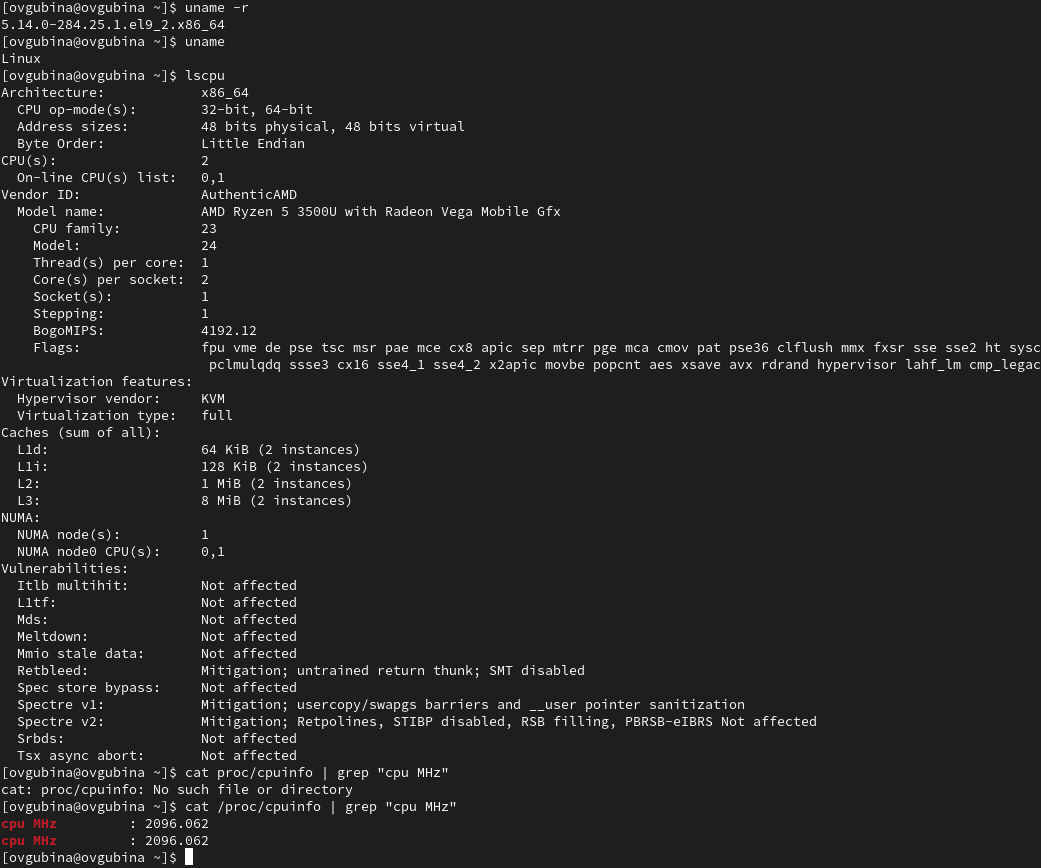 [ovgubina@ovgubina ~]$ uname -r
5.14.0-284.25.1.el9_2.x86_64
[ovgubina@ovgubina ~]$ uname
Linux
[ovgubina@ovgubina ~]$ lscpu
Architecture:            x86_64
  CPU op-mode(s):        32-bit, 64-bit
  Address sizes:         48 bits physical, 48 bits virtual
  Byte Order:            Little Endian
CPU(s):                  2
  On-line CPU(s) list:   0,1
Vendor ID:               AuthenticAMD
  Model name:            AMD Ryzen 5 3500U with Radeon Vega Mobile Gfx
    CPU family:          23
    Model:               24
    Thread(s) per core:  1
    Core(s) per socket:  2
    Socket(s):           1
    Stepping:            1
    BogoMIPS:            4192.12
    Flags:               fpu vme de pse tsc msr pae mce cx8 apic sep mtrr pge mca cmov pat pse36 clflush mmx fxsr sse sse2 ht sysc
                          pclmulqdq ssse3 cx16 sse4_1 sse4_2 x2apic movbe popcnt aes xsave avx rdrand hypervisor lahf_lm cmp_legac
Virtualization features:
  Hypervisor vendor:     KVM
  Virtualization type:   full
Caches (sum of all):
  L1d:                   64 KiB (2 instances)
  L1i:                   128 KiB (2 instances)
  L2:                    1 MiB (2 instances)
  L3:                    8 MiB (2 instances)
NUMA:
  NUMA node(s):          1
  NUMA node0 CPU(s):     0,1
Vulnerabilities:
  Itlb multihit:         Not affected
  L1tf:                  Not affected
  Mds:                   Not affected
  Meltdown:              Not affected
  Mmio stale data:       Not affected
  Retbleed:              Mitigation; untrained return thunk; SMT disabled
  Spec store bypass:     Not affected
  Spectre v1:            Mitigation; usercopy/swapgs barriers and __user pointer sanitization
  Spectre v2:            Mitigation; Retpolines, STIBP disabled, RSB filling, PBRSB-eIBRS Not affected
  Srbds:                 Not affected
  Tsx async abort:       Not affected
[ovgubina@ovgubina ~]$ cat proc/cpuinfo | grep "cpu MHz"
cat: proc/cpuinfo: No such file or directory
[ovgubina@ovgubina ~]$ cat /proc/cpuinfo | grep "cpu MHz"
cpu MHz         : 2096.062
cpu MHz         : 2096.062
[ovgubina@ovgubina ~]$